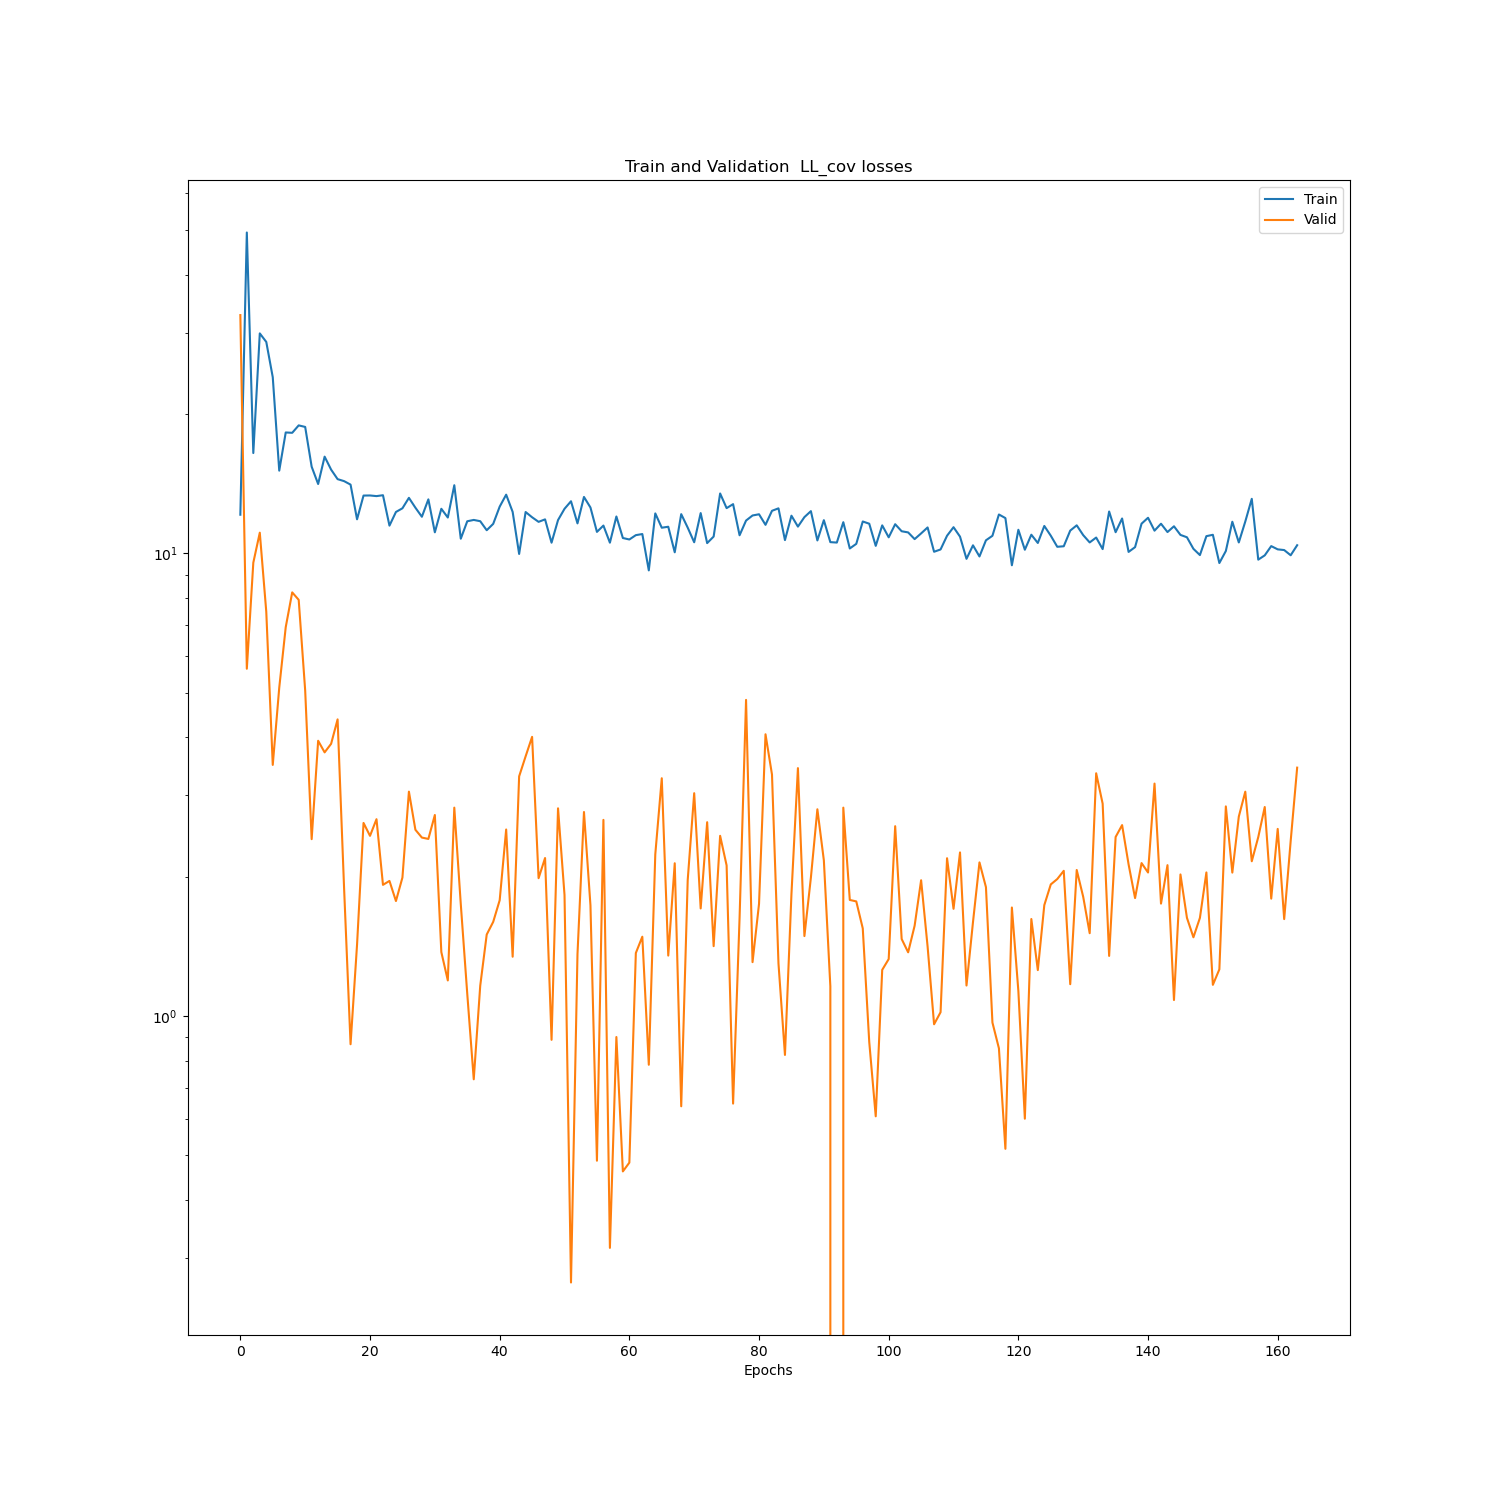 Train and Validation  LL_cov losses
Train
Valid
10¹
10⁰
0 20 40 60 80 100 120 140 160
Epochs